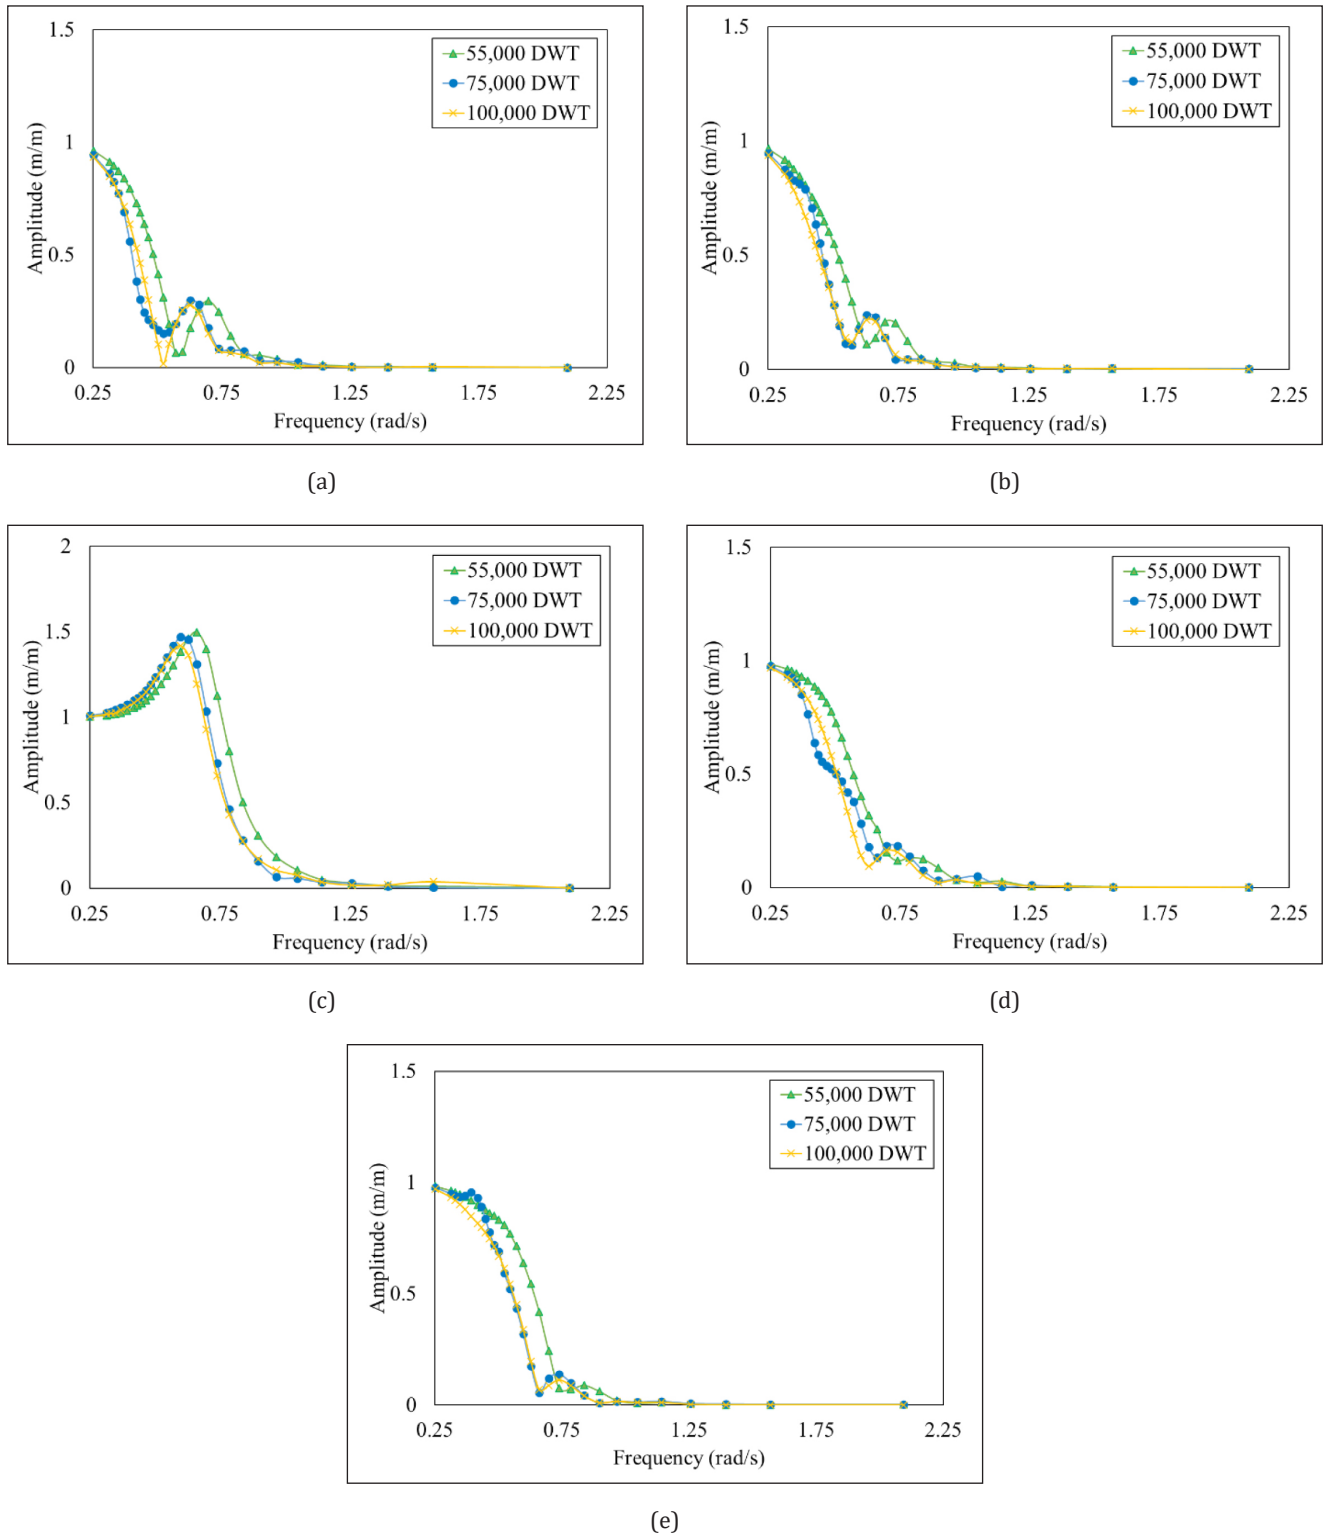 1.5
1
0.5
0
Amplitude (m/m)
55,000 DWT
75,000 DWT
100,000 DWT
0.25 0.75 1.25 1.75 2.25
Frequency (rad/s)
(a)
1.5
1
0.5
0
Amplitude (m/m)
55,000 DWT
75,000 DWT
100,000 DWT
0.25 0.75 1.25 1.75 2.25
Frequency (rad/s)
(b)
2
1.5
1
0.5
0
Amplitude (m/m)
55,000 DWT
75,000 DWT
100,000 DWT
0.25 0.75 1.25 1.75 2.25
Frequency (rad/s)
(c)
1.5
1
0.5
0
Amplitude (m/m)
55,000 DWT
75,000 DWT
100,000 DWT
0.25 0.75 1.25 1.75 2.25
Frequency (rad/s)
(d)
1.5
1
0.5
0
Amplitude (m/m)
55,000 DWT
75,000 DWT
100,000 DWT
0.25 0.75 1.25 1.75 2.25
Frequency (rad/s)
(e)